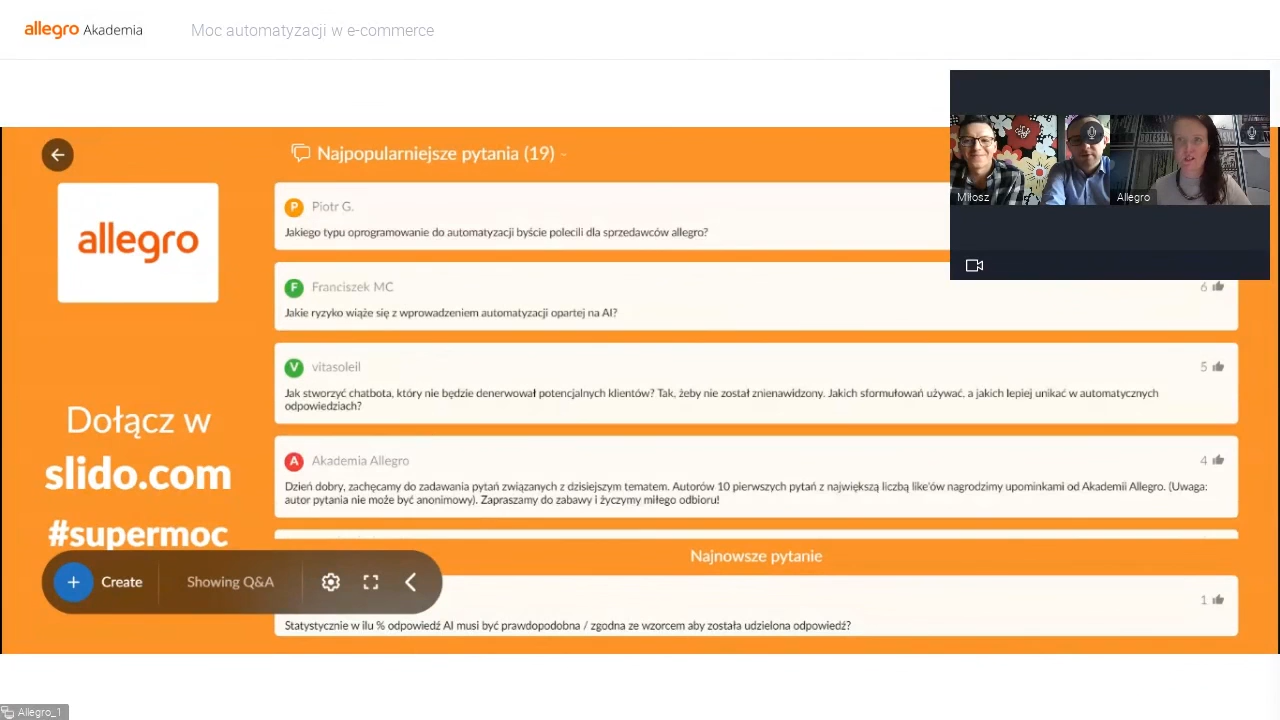 allegro Akademia
Moc automatyzacji w e-commerce
Najpopularniejsze pytania (19)
allegro
P Piotr G.
Jakiego typu oprogramowanie do automatyzacji byście polecili dla sprzedawców allegro?
Miłosz
Allegro
F Franciszek MC
6
Jakie ryzyko wiąże się z wprowadzeniem automatyzacji opartej na AI?
V vitasoleil
5
Jak stworzyć chatbota, który nie będzie denerwował potencjalnych klientów? Tak, żeby nie został znienawidzony. Jakich sformułowań używać, a jakich lepiej unikać w automatycznych
odpowiedziach?
A Akademia Allegro
4
Dzień dobry, zachęcamy do zadawania pytań związanych z dzisiejszym tematem. Autorów 10 pierwszych pytań z największą liczbą like'ów nagrodzimy upominkami od Akademii Allegro. (Uwaga:
autor pytania nie może być anonimowy). Zapraszamy do zabawy i życzymy miłego odbioru!
Dołącz w
slido.com
#supermoc
Najnowsze pytanie
Create
Showing Q&A
1
Statystycznie w ilu % odpowiedź AI musi być prawdopodobna / zgodna ze wzorcem aby została udzielona odpowiedź?
Allegro_1